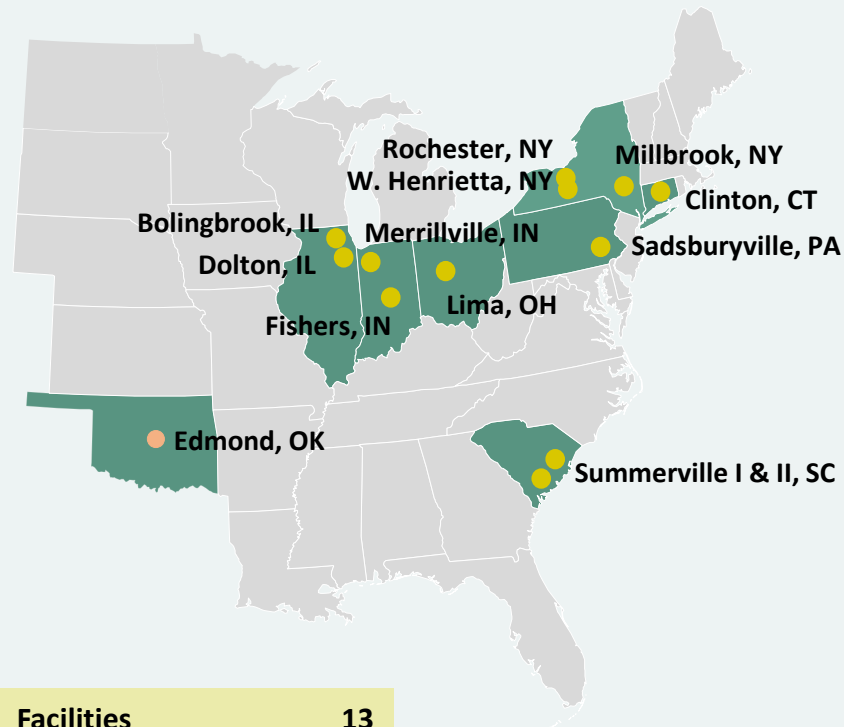 Rochester, NY
Millbrook, NY
W. Henrietta, NY
Clinton, CT
Bolingbrook, IL
Merrillville, IN
Sadsburyville, PA
Dolton, IL
Lima, OH
Fishers, IN
Edmond, OK
Summerville I & II, SC
Facilities 13